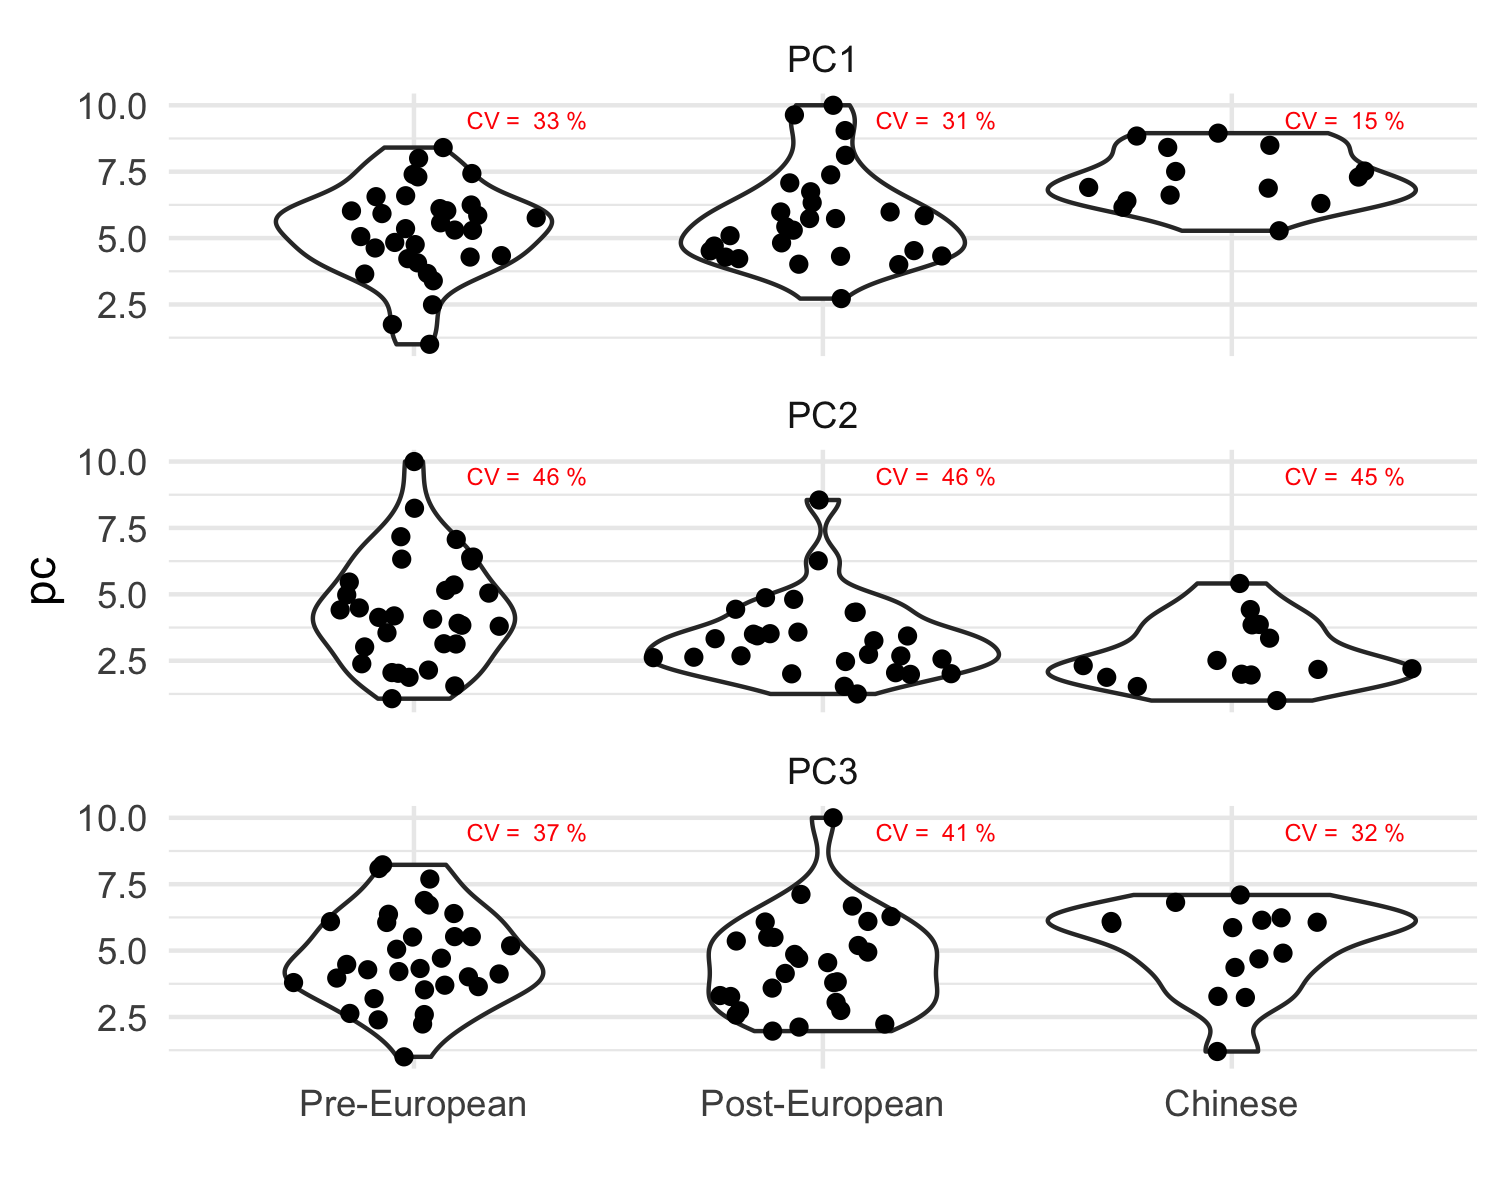 PC1
10.0
7.5
5.0
2.5
CV =  33 %
CV =  31 %
CV =  15 %
PC2
10.0
7.5
5.0
2.5
CV =  46 %
CV =  46 %
CV =  45 %
pc
PC3
10.0
7.5
5.0
2.5
CV =  37 %
CV =  41 %
CV =  32 %
Pre-European
Post-European
Chinese